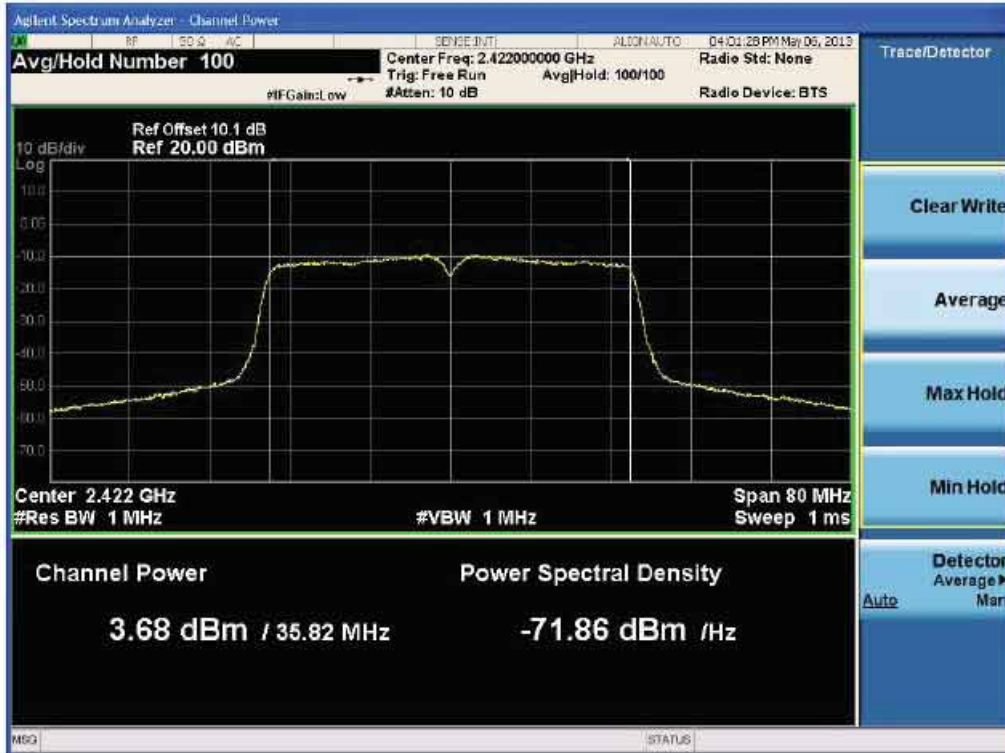 Agilent Spectrum Analyzer - Channel Power
RF 50 Ω AC SENSE:INT ALIGN AUTO 04:01:28 PM May 06, 2013
Avg/Hold Number 100
Center Freq: 2.422000000 GHz Radio Std: None
Trig: Free Run Avg|Hold: 100/100
#IFGain:Low #Atten: 10 dB Radio Device: BTS
Ref Offset 10.1 dB
10 dB/div Ref 20.00 dBm
Log
10.0
0.00
-10.0
-20.0
-30.0
-40.0
-50.0
-60.0
-70.0
Center 2.422 GHz Span 80 MHz
#Res BW 1 MHz #VBW 1 MHz Sweep 1 ms
Channel Power Power Spectral Density
3.68 dBm / 35.82 MHz -71.86 dBm /Hz
MSG STATUS
Trace/Detector
Clear Write
Average
Max Hold
Min Hold
Detector
Average
Auto Man